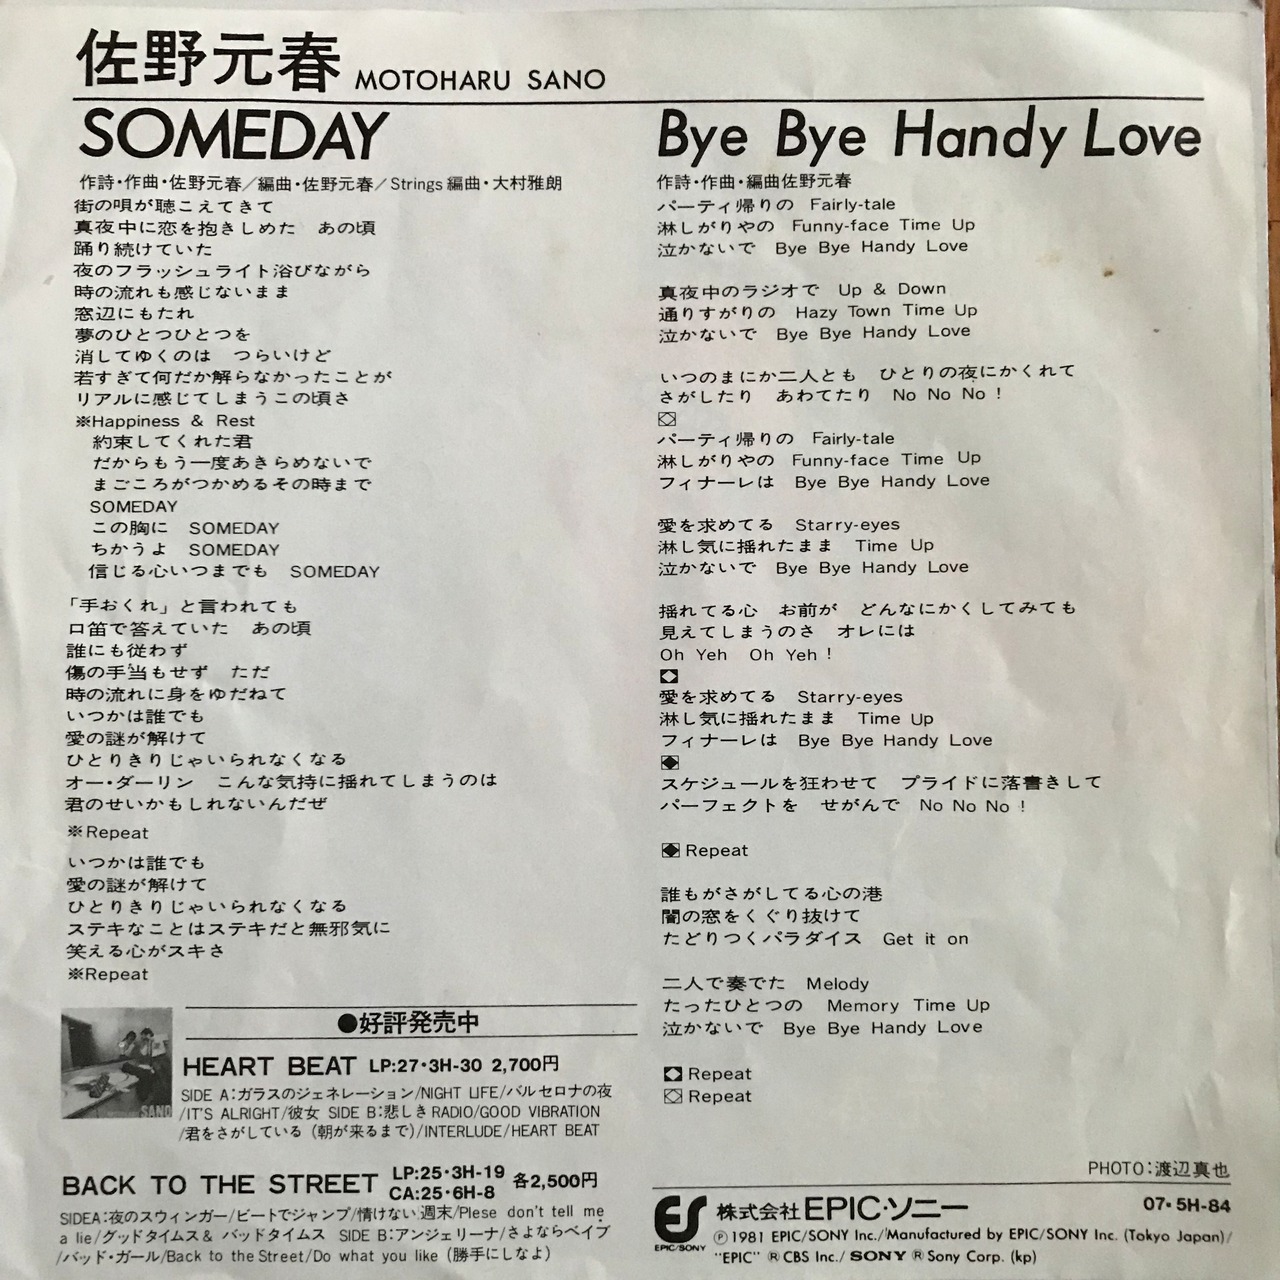 佐野元春 MOTOHARU SANO
SOMEDAY
作詩・作曲・佐野元春／編曲・佐野元春／Strings編曲・大村雅朗
街の唄が聴こえてきて
真夜中に恋を抱きしめた　あの頃
踊り続けていた
夜のフラッシュライト浴びながら
時の流れも感じないまま
窓辺にもたれ
夢のひとつひとつを
消してゆくのは　つらいけど
若すぎて何だか解らなかったことが
リアルに感じてしまうこの頃さ
※Happiness & Rest
約束してくれた君
だからもう一度あきらめないで
まごころがつかめるその時まで
SOMEDAY
この胸に　SOMEDAY
ちかうよ　SOMEDAY
信じる心いつまでも　SOMEDAY
「手おくれ」と言われても
口笛で答えていた　あの頃
誰にも従わず
傷の手当もせず　ただ
時の流れに身をゆだねて
いつかは誰でも
愛の謎が解けて
ひとりきりじゃいられなくなる
オー・ダーリン　こんな気持に揺れてしまうのは
君のせいかもしれないんだぜ
※Repeat
いつかは誰でも
愛の謎が解けて
ひとりきりじゃいられなくなる
ステキなことはステキだと無邪気に
笑える心がスキさ
※Repeat
●好評発売中
HEART BEAT LP:27・3H-30 2,700円
SIDE A:ガラスのジェネレーション/NIGHT LIFE/バルセロナの夜
/IT'S ALRIGHT/彼女 SIDE B:悲しきRADIO/GOOD VIBRATION
/君をさがしている（朝が来るまで）/INTERLUDE/HEART BEAT
SANO
BACK TO THE STREET LP:25・3H-19 CA:25・6H-8 各2,500円
SIDEA:夜のスウィンガー/ビートでジャンプ/情けない週末/Plese don't tell me
a lie/グッドタイムス& バッドタイムス SIDE B:アンジェリーナ/さよならベイブ
/バッド・ガール/Back to the Street/Do what you like（勝手にしなよ）
Bye Bye Handy Love
作詩・作曲・編曲佐野元春
パーティ帰りの　Fairly-tale
淋しがりやの　Funny-face Time Up
泣かないで　Bye Bye Handy Love
真夜中のラジオで　Up & Down
通りすがりの　Hazy Town Time Up
泣かないで　Bye Bye Handy Love
いつのまにか二人とも　ひとりの夜にかくれて
さがしたり　あわてたり　No No No！
パーティ帰りの　Fairly-tale
淋しがりやの　Funny-face Time Up
フィナーレは　Bye Bye Handy Love
愛を求めてる　Starry-eyes
淋し気に揺れたまま　Time Up
泣かないで　Bye Bye Handy Love
揺れてる心　お前が　どんなにかくしてみても
見えてしまうのさ　オレには
Oh Yeh　Oh Yeh！
愛を求めてる　Starry-eyes
淋し気に揺れたまま　Time Up
フィナーレは　Bye Bye Handy Love
スケジュールを狂わせて　プライドに落書きして
パーフェクトを　せがんで　No No No！
Repeat
誰もがさがしてる心の港
闇の窓をくぐり抜けて
たどりつくパラダイス　Get it on
二人で奏でた　Melody
たったひとつの　Memory Time Up
泣かないで　Bye Bye Handy Love
Repeat
Repeat
PHOTO:渡辺真也
ES EPIC/SONY 株式会社EPIC・ソニー 07・5H-84
Ⓟ1981 EPIC/SONY Inc./Manufactured by EPIC/SONY Inc. (Tokyo Japan)/
"EPIC" ® CBS Inc./ SONY ® Sony Corp. (kp)